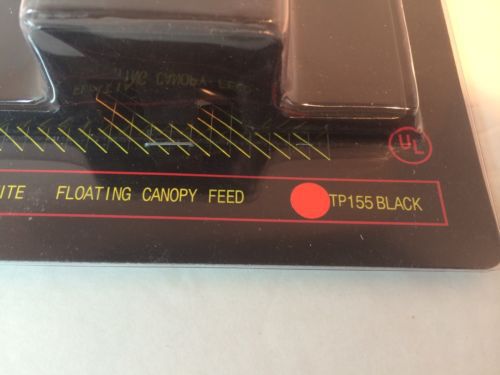 UL
ITE FLOATING CANOPY FEED TP155 BLACK